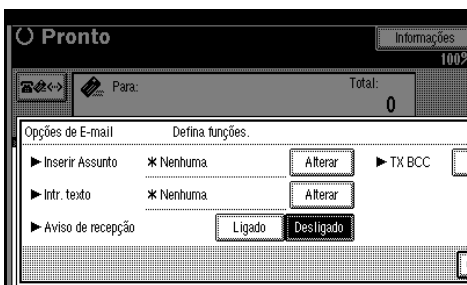 Pronto
Informações
100%
Para:
Total:
0
Opções de E-mail Defina funções.
►Inserir Assunto ✱Nenhuma Alterar ►TX BCC
►Intr. texto ✱Nenhuma Alterar
►Aviso de recepção Ligado Desligado